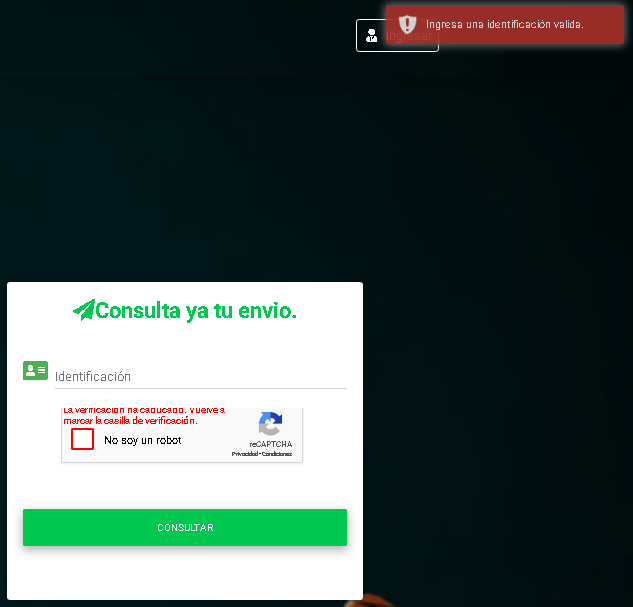 Ingresa una identificación valida.
Ingresar
Consulta ya tu envio.
Identificación
La verificación ha caducado. Vuelve a
marcar la casilla de verificación.
No soy un robot
reCAPTCHA
Privacidad • Condiciones
CONSULTAR